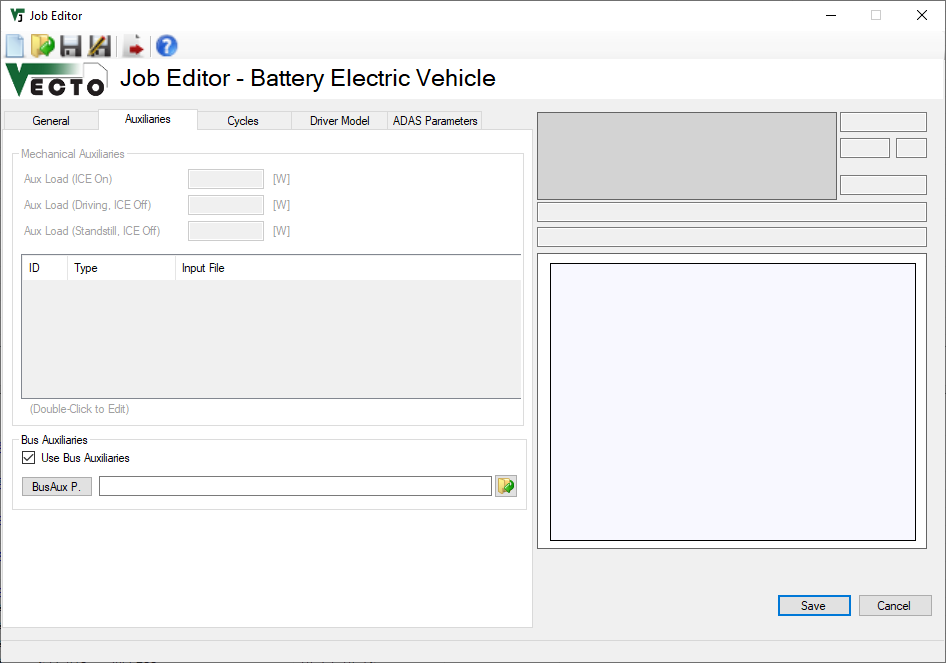 Job Editor
VECTO
Job Editor - Battery Electric Vehicle
General Auxiliaries Cycles Driver Model ADAS Parameters
Mechanical Auxiliaries
Aux Load (ICE On) [W]
Aux Load (Driving, ICE Off) [W]
Aux Load (Standstill, ICE Off) [W]
ID Type Input File
(Double-Click to Edit)
Bus Auxiliaries
Use Bus Auxiliaries
BusAux P.
Save Cancel